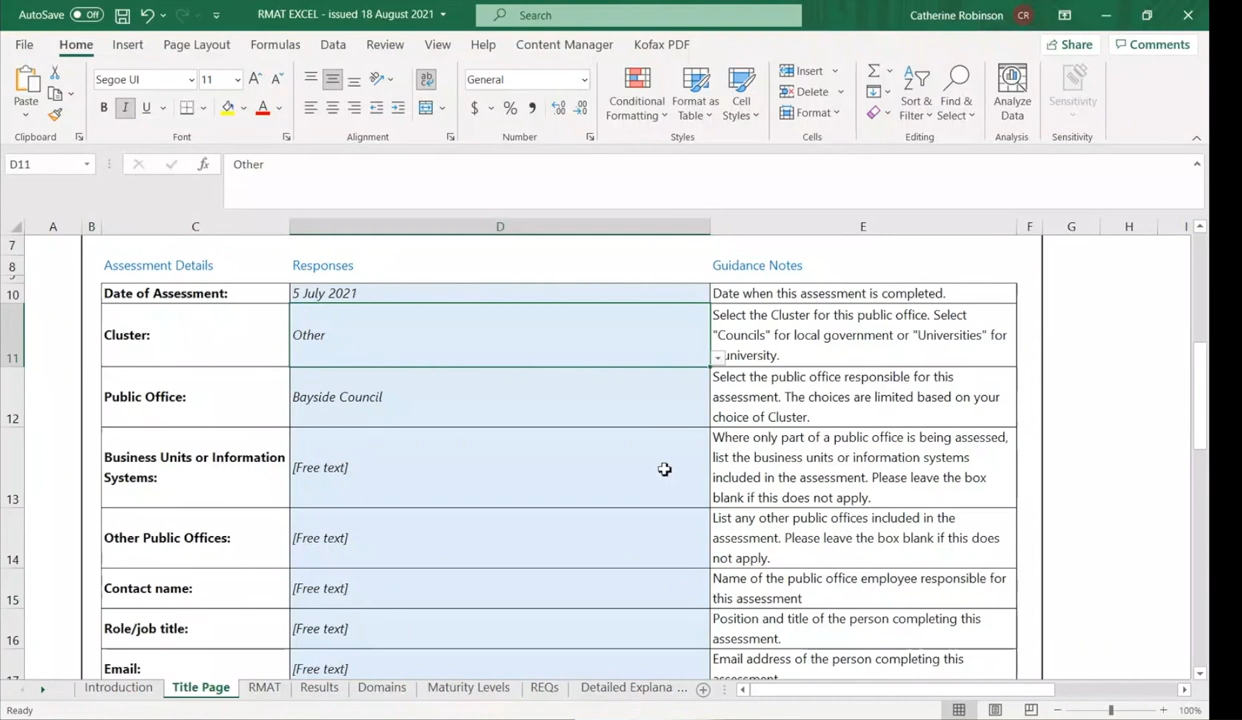 AutoSave Off RMAT EXCEL - issued 18 August 2021 Search Catherine Robinson CR
File Home Insert Page Layout Formulas Data Review View Help Content Manager Kofax PDF Share Comments
Paste
Clipboard
Segoe UI 11
B I U
Font
Alignment
General
$ % 9
Number
Conditional Formatting
Format as Table
Cell Styles
Styles
Insert
Delete
Format
Cells
Sort & Filter
Find & Select
Editing
Analyze Data
Analysis
Sensitivity
Sensitivity
D11 fx Other
A B C D E F G H I
7
8 Assessment Details Responses Guidance Notes
10 Date of Assessment: 5 July 2021 Date when this assessment is completed.
11 Cluster: Other
Select the Cluster for this public office. Select
"Councils" for local government or "Universities" for
university.
12 Public Office: Bayside Council
Select the public office responsible for this
assessment. The choices are limited based on your
choice of Cluster.
13 Business Units or Information
Systems:
[Free text]
Where only part of a public office is being assessed,
list the business units or information systems
included in the assessment. Please leave the box
blank if this does not apply.
14 Other Public Offices: [Free text]
List any other public offices included in the
assessment. Please leave the box blank if this does
not apply.
15 Contact name: [Free text]
Name of the public office employee responsible for
this assessment
16 Role/job title: [Free text]
Position and title of the person completing this
assessment.
Email: [Free text]
Email address of the person completing this
Introduction Title Page RMAT Results Domains Maturity Levels REQs Detailed Explana ...
Ready 100%